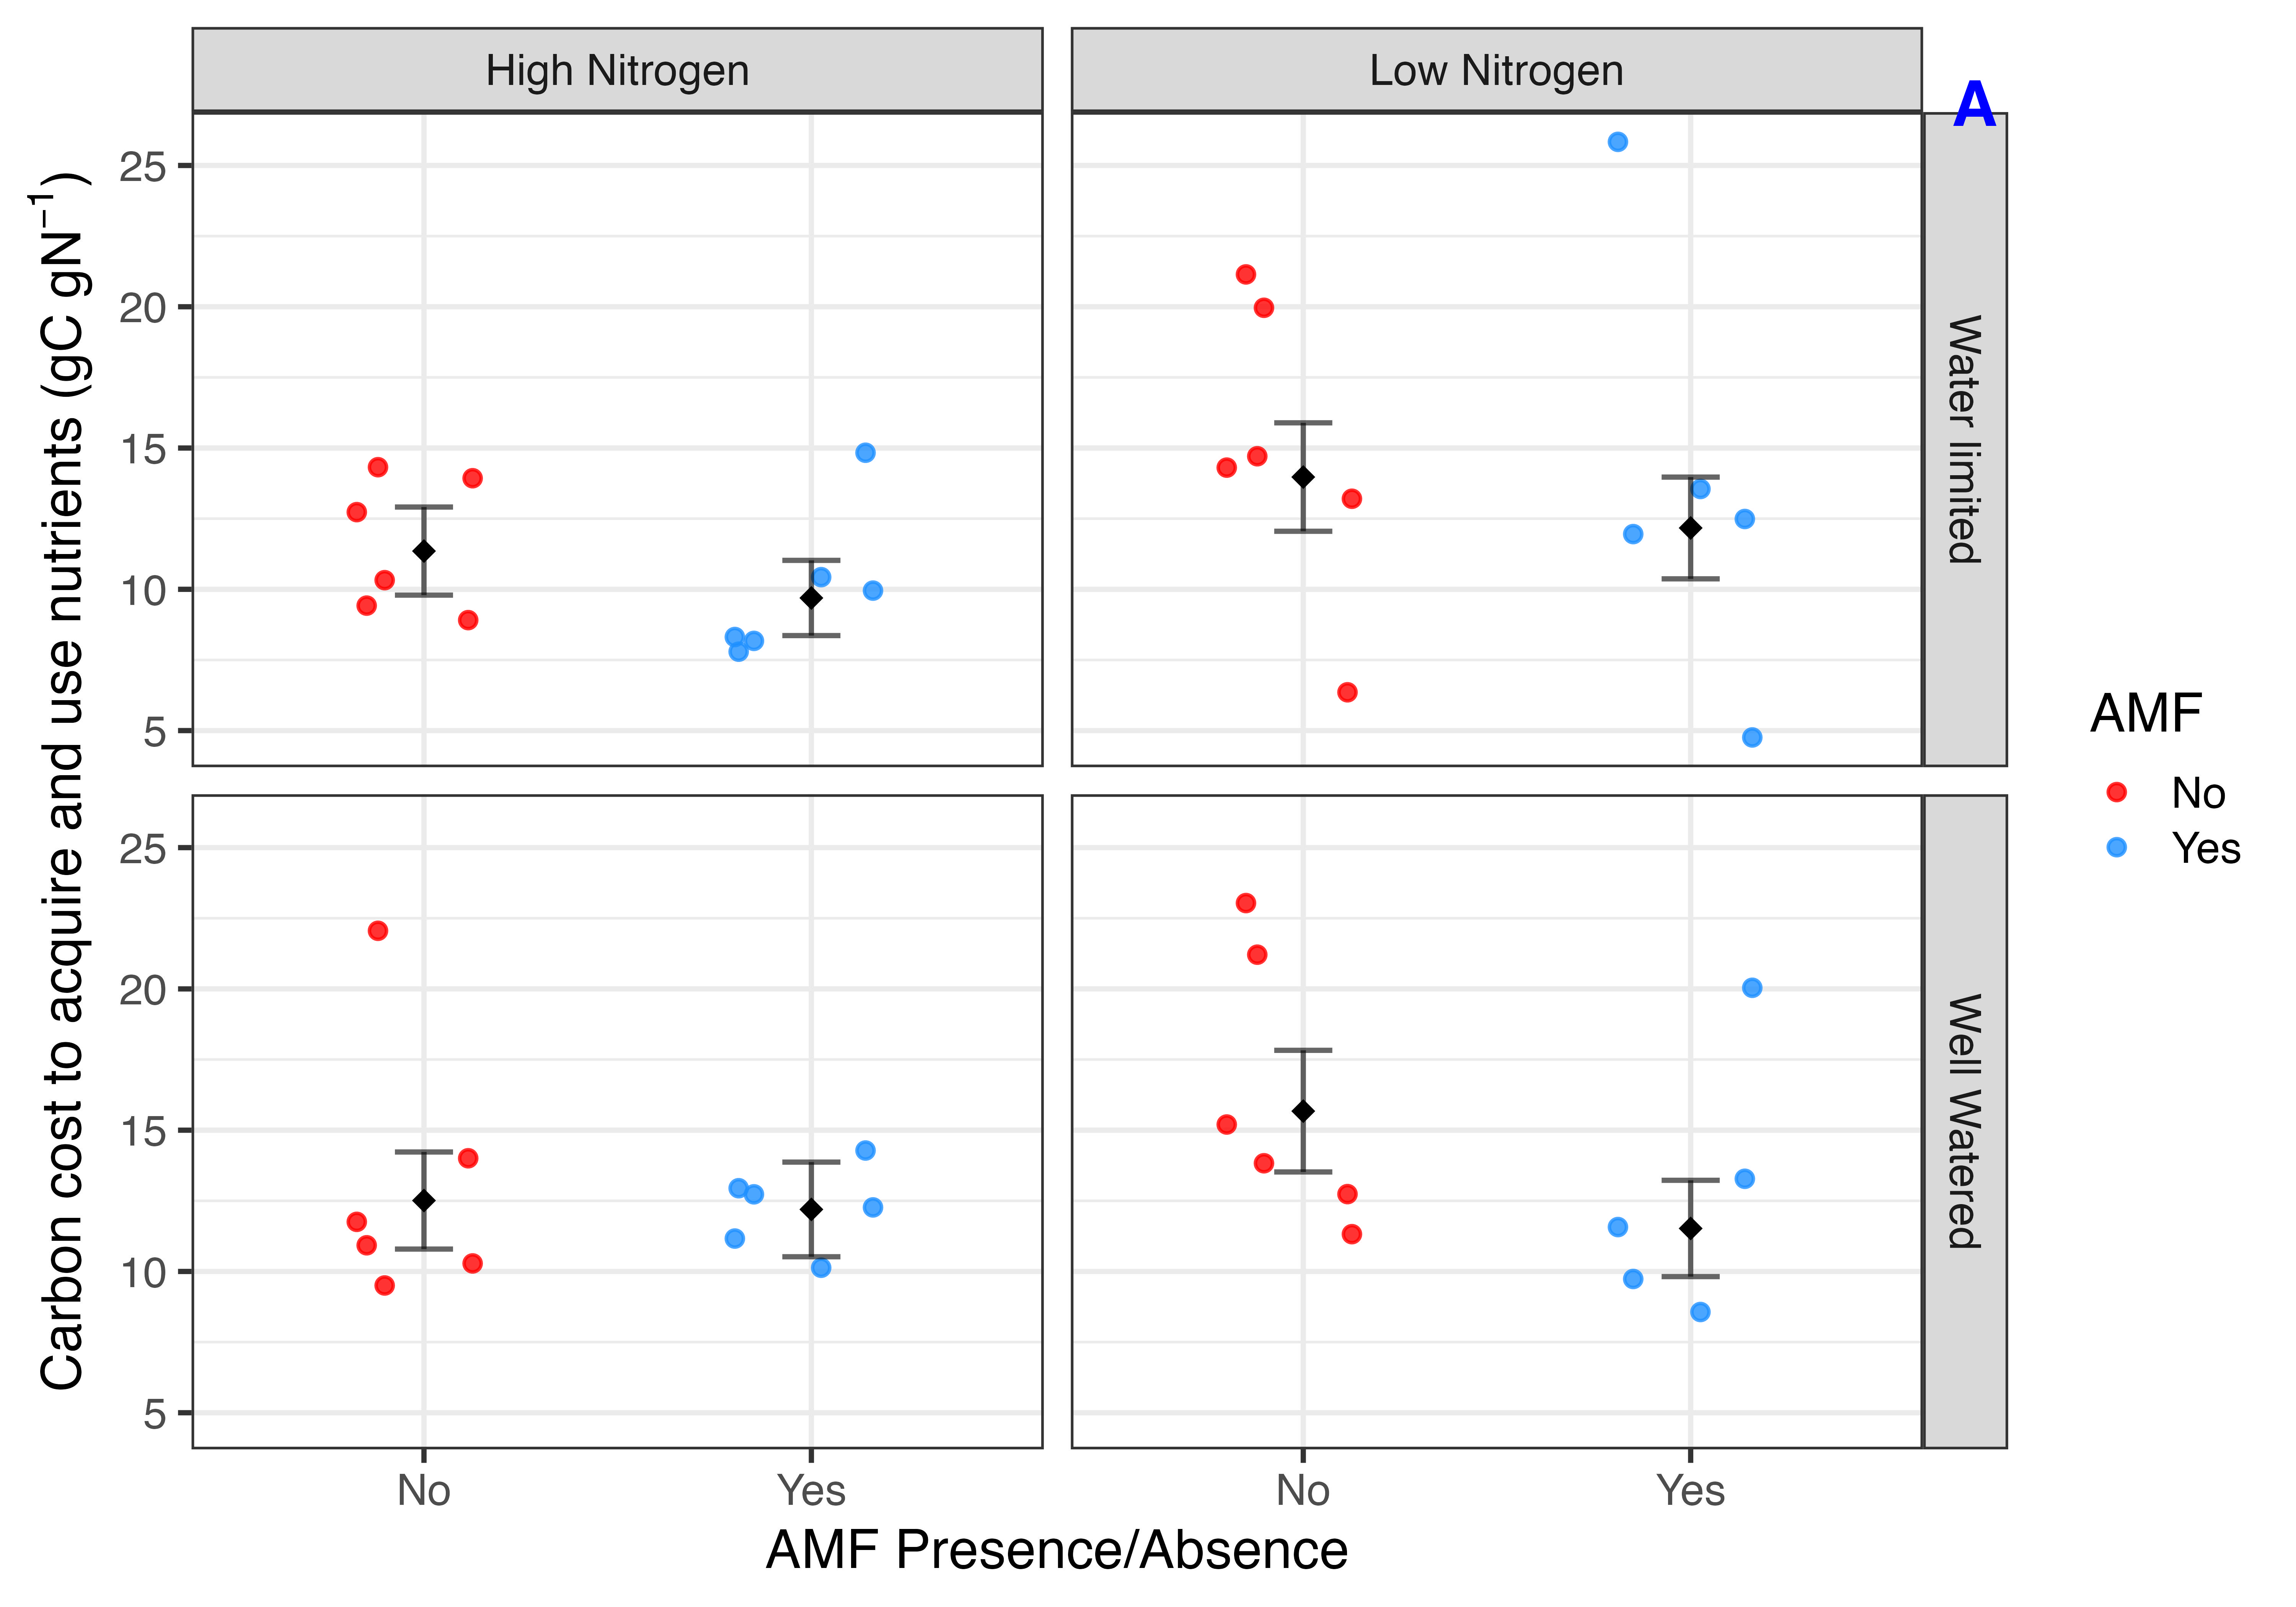 High Nitrogen
Low Nitrogen
A
Carbon cost to acquire and use nutrients (gC gN⁻¹)
25
20
15
10
5
Water limited
25
20
15
10
5
Well Watered
No
Yes
No
Yes
AMF Presence/Absence
AMF
No
Yes